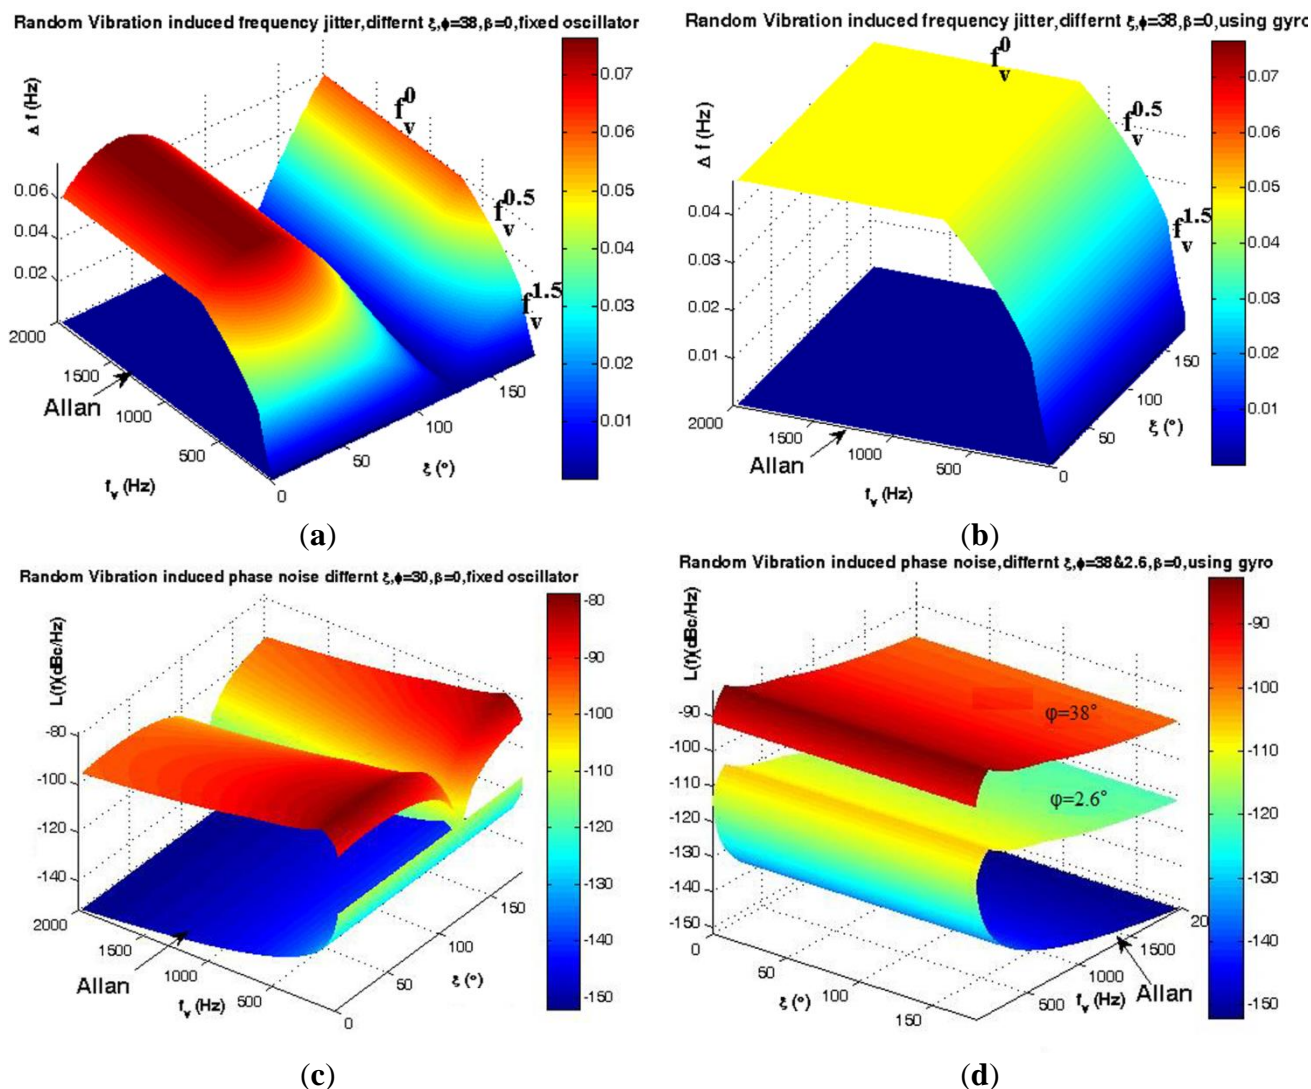 Random Vibration induced frequency jitter,differnt ξ,ϕ=38,β=0,fixed oscillator
Δ f (Hz)
0.06
0.04
0.02
2000
1500
1000
500
0
f_v (Hz)
50
100
150
ξ (°)
f_v^0
f_v^0.5
f_v^1.5
Allan
0.07
0.06
0.05
0.04
0.03
0.02
0.01
(a)
Random Vibration induced frequency jitter,differnt ξ,ϕ=38,β=0,using gyro
Δ f (Hz)
0.04
0.03
0.02
0.01
2000
1500
1000
500
0
f_v (Hz)
50
100
150
ξ (°)
f_v^0
f_v^0.5
f_v^1.5
Allan
0.07
0.06
0.05
0.04
0.03
0.02
0.01
(b)
Random Vibration induced phase noise differnt ξ,ϕ=30,β=0,fixed oscillator
L(f)(dBc/Hz)
-80
-100
-120
-140
2000
1500
1000
500
0
f_v (Hz)
50
100
150
ξ (°)
Allan
-80
-90
-100
-110
-120
-130
-140
-150
(c)
Random Vibration induced phase noise,differnt ξ,ϕ=38&2.6,β=0,using gyro
L(f)(dBc/Hz)
-90
-100
-110
-120
-130
-140
-150
0
50
100
150
ξ (°)
500
1000
1500
20
f_v (Hz)
φ=38°
φ=2.6°
Allan
-90
-100
-110
-120
-130
-140
-150
(d)